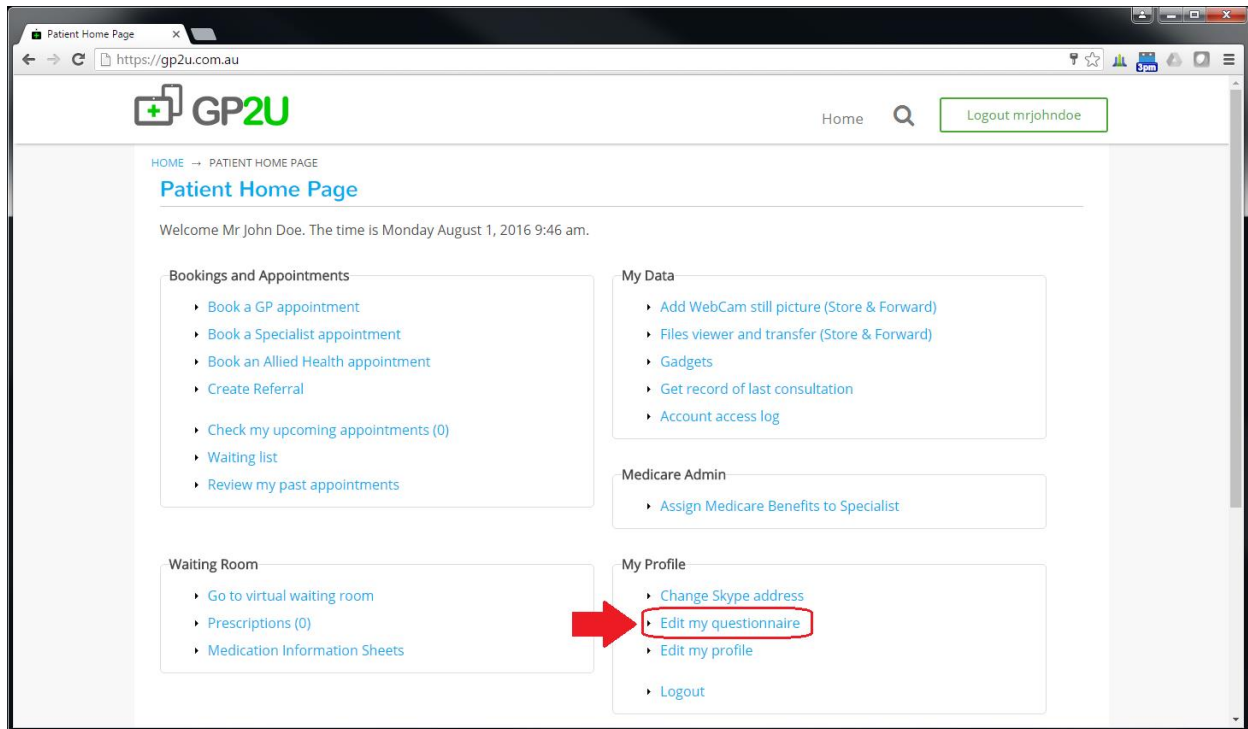 Patient Home Page
https://gp2u.com.au
3pm
GP2U
Home
Logout mrjohndoe
HOME → PATIENT HOME PAGE
Patient Home Page
Welcome Mr John Doe. The time is Monday August 1, 2016 9:46 am.
Bookings and Appointments
Book a GP appointment
Book a Specialist appointment
Book an Allied Health appointment
Create Referral
Check my upcoming appointments (0)
Waiting list
Review my past appointments
My Data
Add WebCam still picture (Store & Forward)
Files viewer and transfer (Store & Forward)
Gadgets
Get record of last consultation
Account access log
Medicare Admin
Assign Medicare Benefits to Specialist
Waiting Room
Go to virtual waiting room
Prescriptions (0)
Medication Information Sheets
My Profile
Change Skype address
Edit my questionnaire
Edit my profile
Logout